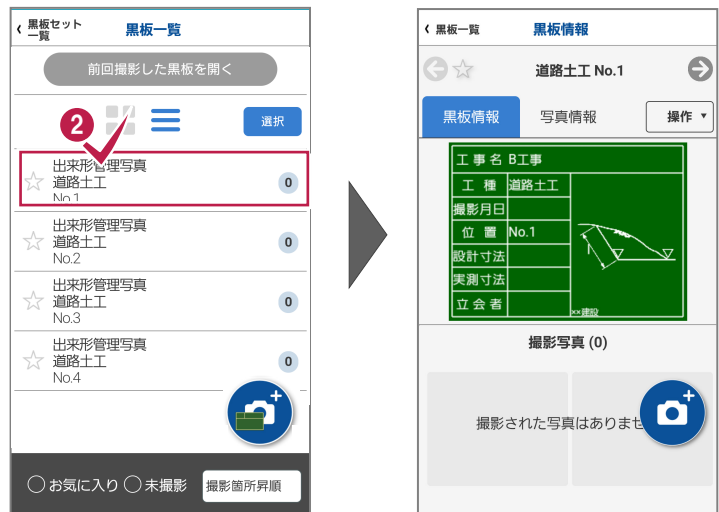 黒板セット
一覧
黒板一覧
前回撮影した黒板を開く
2
選択
出来形管理写真
道路土工
No.1
0
出来形管理写真
道路土工
No.2
0
出来形管理写真
道路土工
No.3
0
出来形管理写真
道路土工
No.4
0
お気に入り
未撮影
撮影箇所昇順
黒板一覧
黒板情報
道路土工 No.1
黒板情報
写真情報
操作
工事名 B工事
工種 道路土工
撮影月日
位置 No.1
設計寸法
実測寸法
立会者
××建設
撮影写真 (0)
撮影された写真はありませ